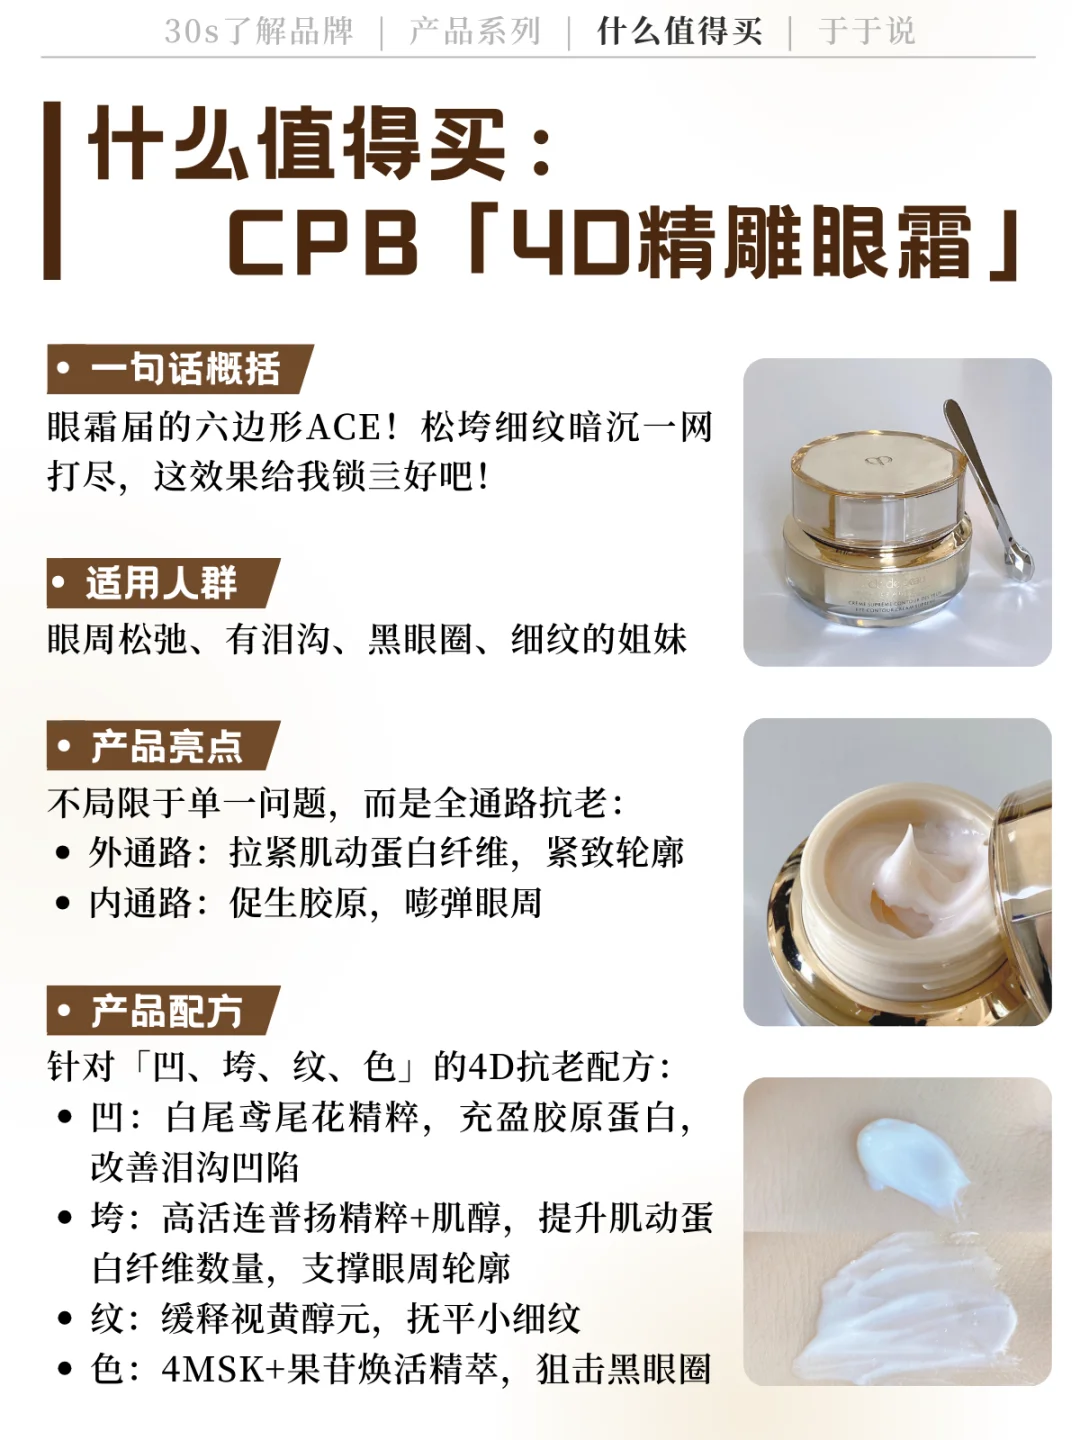 30s了解品牌 | 产品系列 | 什么值得买 | 于于说
什么值得买：
CPB「4D精雕眼霜」
• 一句话概括
眼霜届的六边形ACE！松垮细纹暗沉一网
打尽，这效果给我锁亖好吧！
• 适用人群
眼周松弛、有泪沟、黑眼圈、细纹的姐妹
• 产品亮点
不局限于单一问题，而是全通路抗老：
• 外通路：拉紧肌动蛋白纤维，紧致轮廓
• 内通路：促生胶原，嘭弹眼周
• 产品配方
针对「凹、垮、纹、色」的4D抗老配方：
• 凹：白尾鸢尾花精粹，充盈胶原蛋白，
改善泪沟凹陷
• 垮：高活连普扬精粹+肌醇，提升肌动蛋
白纤维数量，支撑眼周轮廓
• 纹：缓释视黄醇元，抚平小细纹
• 色：4MSK+果苷焕活精萃，狙击黑眼圈